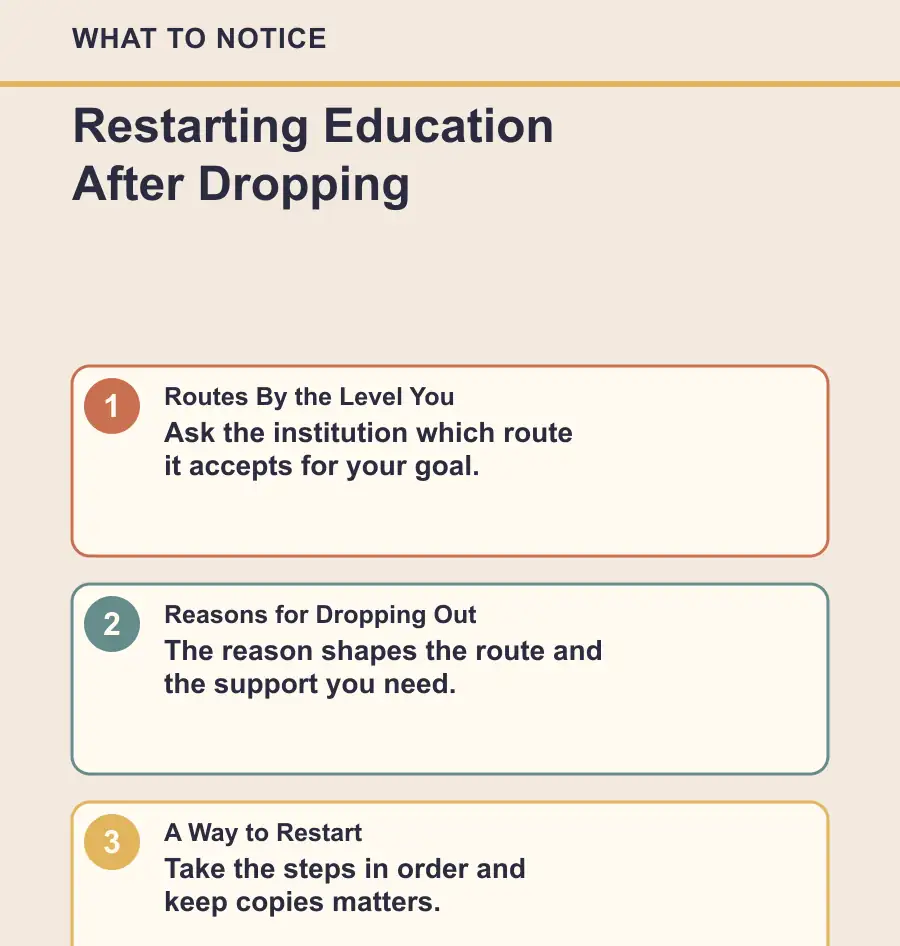 WHAT TO NOTICE
Restarting Education
After Dropping
1
Routes By the Level You
Ask the institution which route
it accepts for your goal.
2
Reasons for Dropping Out
The reason shapes the route and
the support you need.
3
A Way to Restart
Take the steps in order and
keep copies matters.